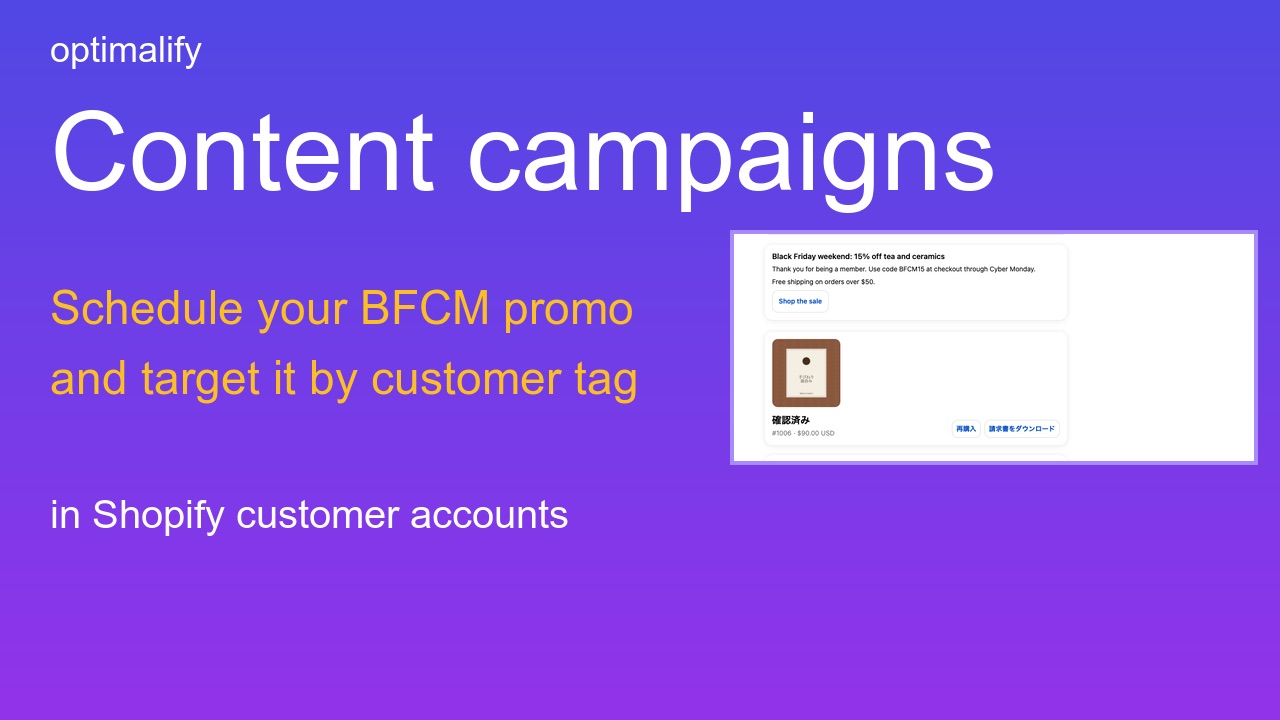 optimalify
Content campaigns
Schedule your BFCM promo
and target it by customer tag
in Shopify customer accounts
Black Friday weekend: 15% off tea and ceramics
Thank you for being a member. Use code BFCM15 at checkout through Cyber Monday.
Free shipping on orders over $50.
Shop the sale
確認済み
#1006 · $90.00 USD
再購入
請求書をダウンロード